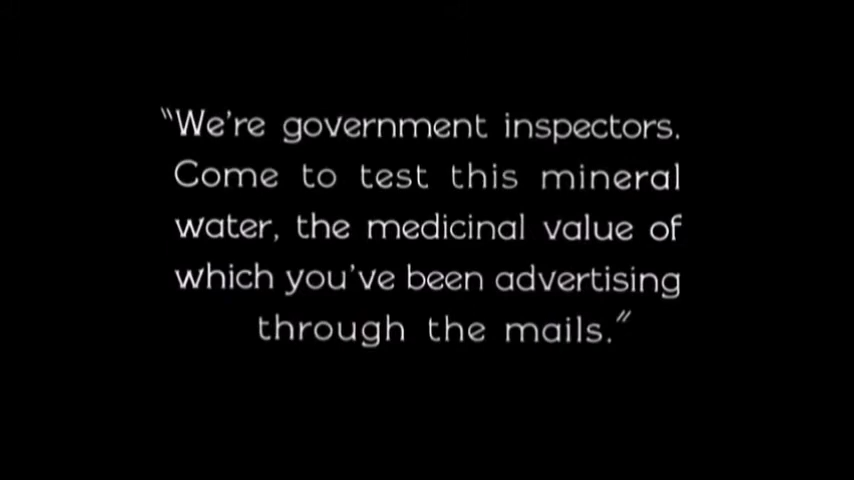 "We're government inspectors.
Come to test this mineral
water, the medicinal value of
which you've been advertising
through the mails."